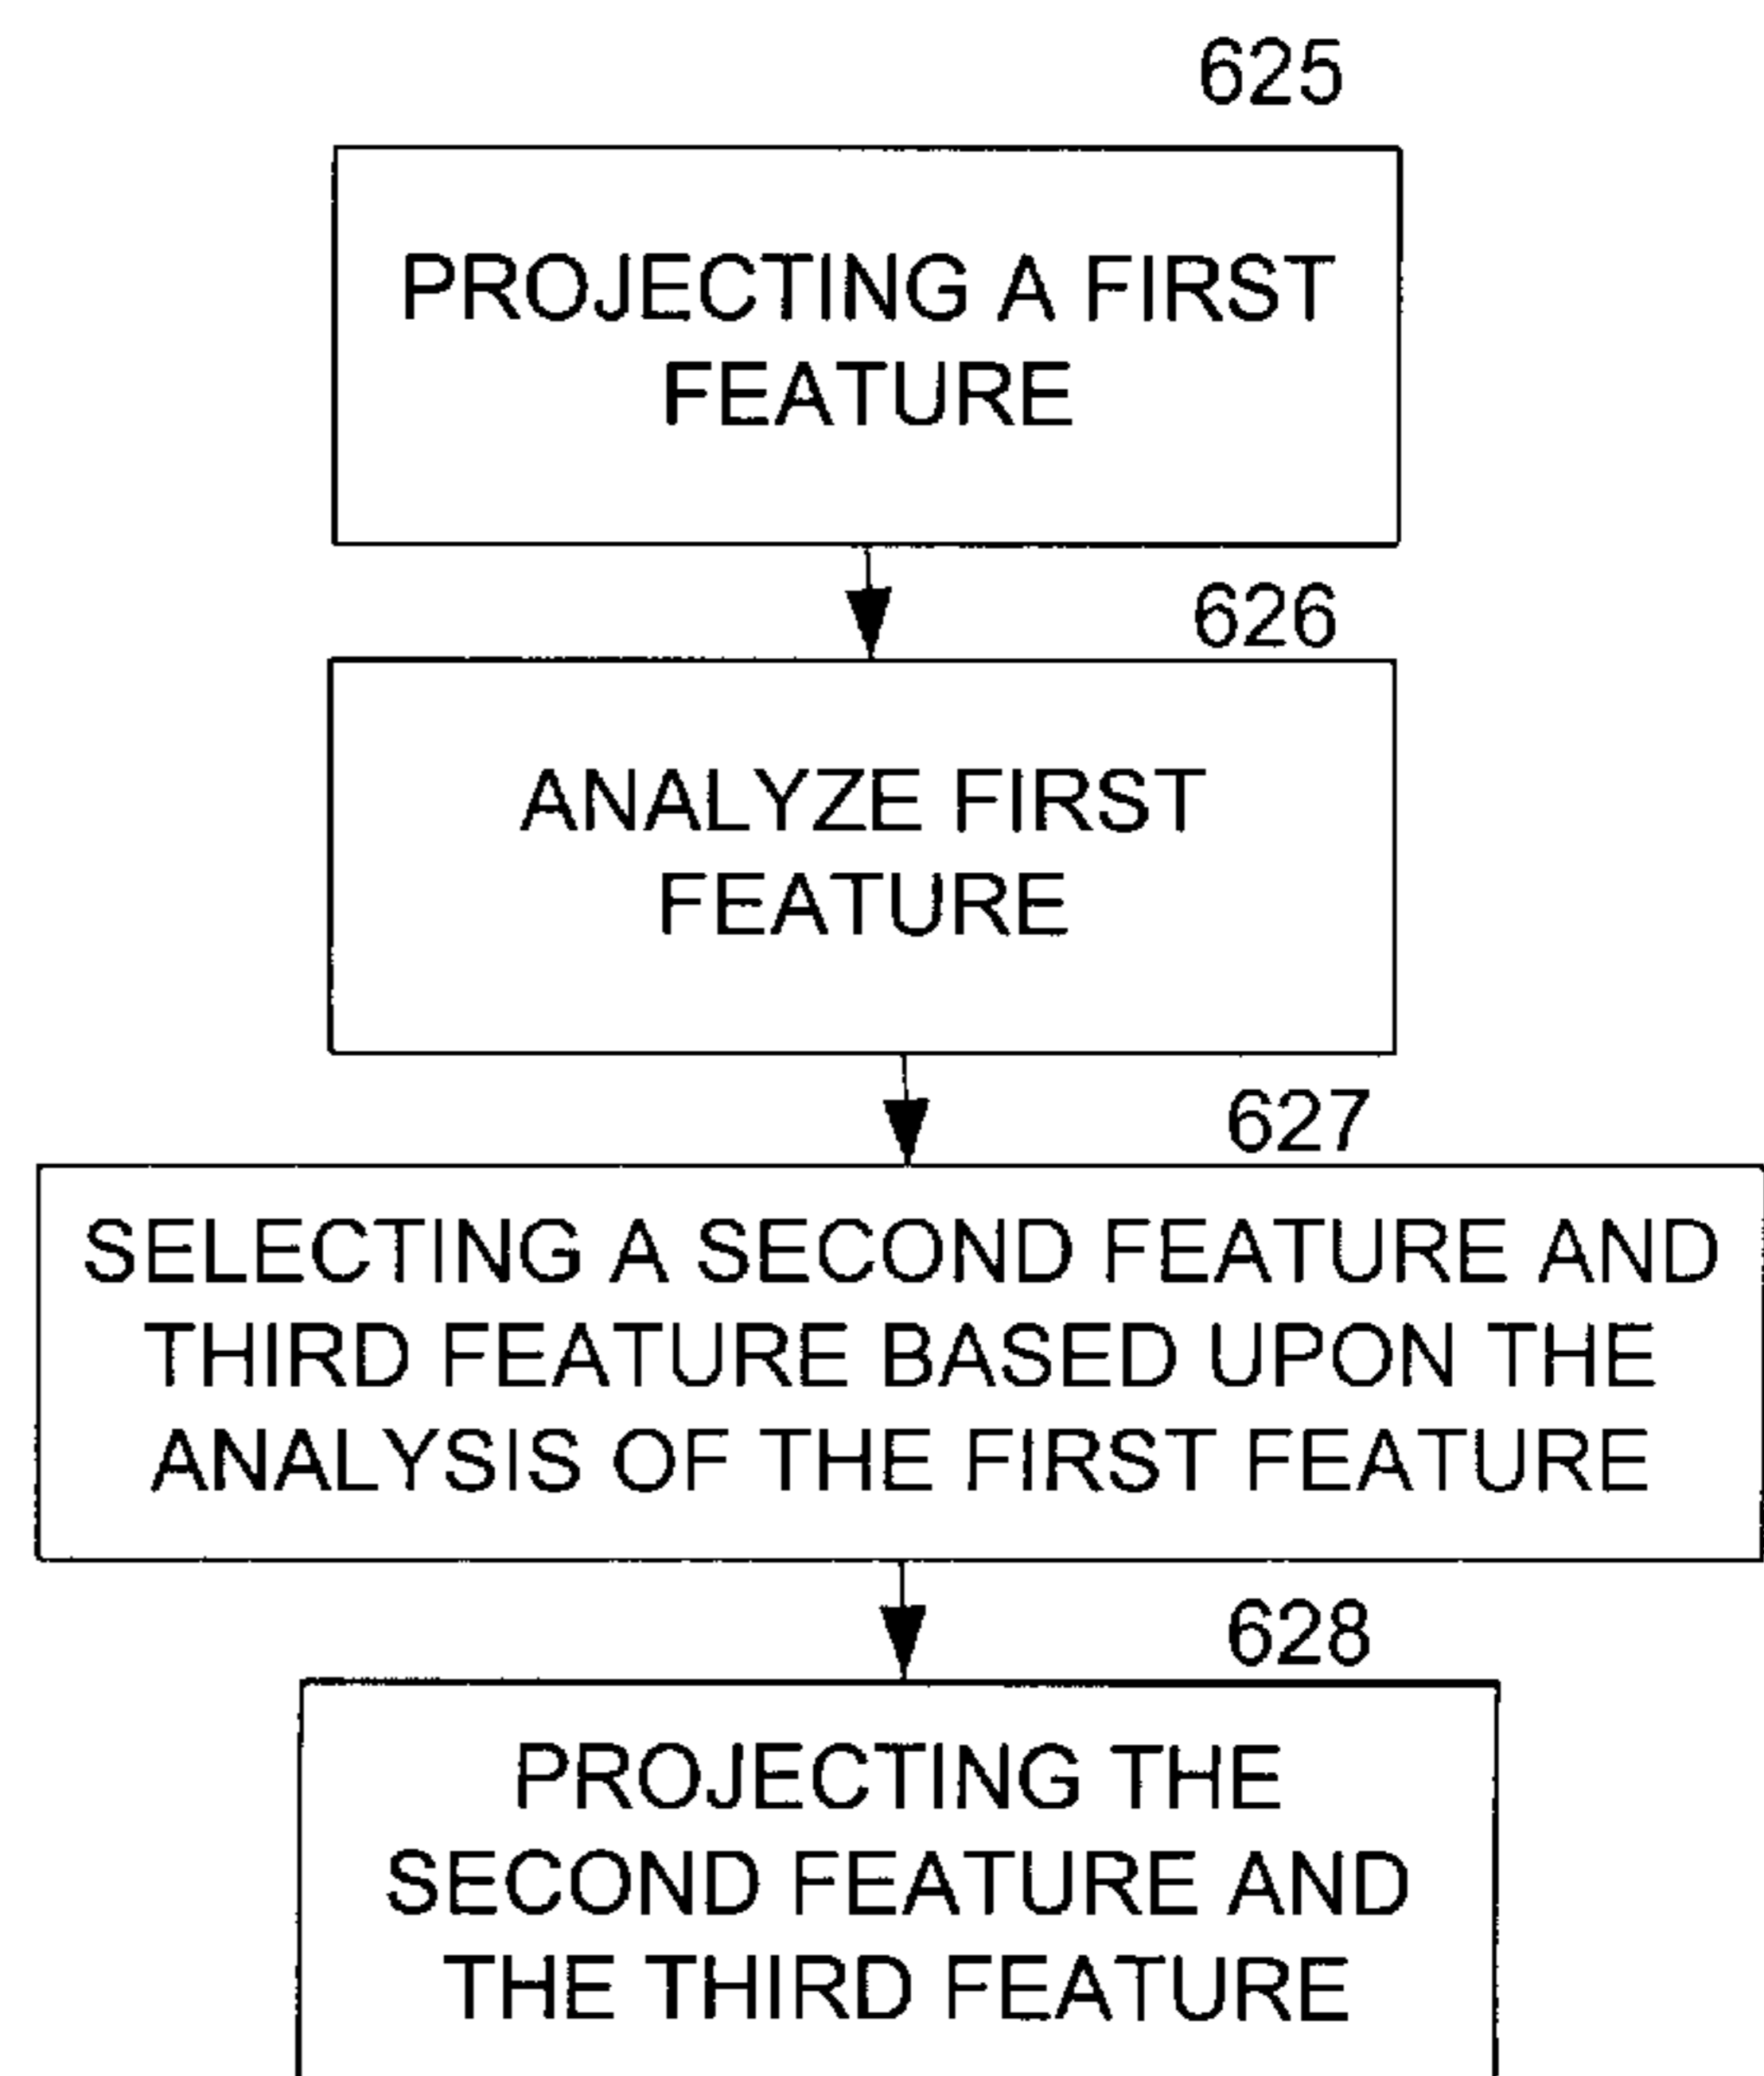 625
PROJECTING A FIRST
FEATURE
626
ANALYZE FIRST
FEATURE
627
SELECTING A SECOND FEATURE AND
THIRD FEATURE BASED UPON THE
ANALYSIS OF THE FIRST FEATURE
628
PROJECTING THE
SECOND FEATURE AND
THE THIRD FEATURE